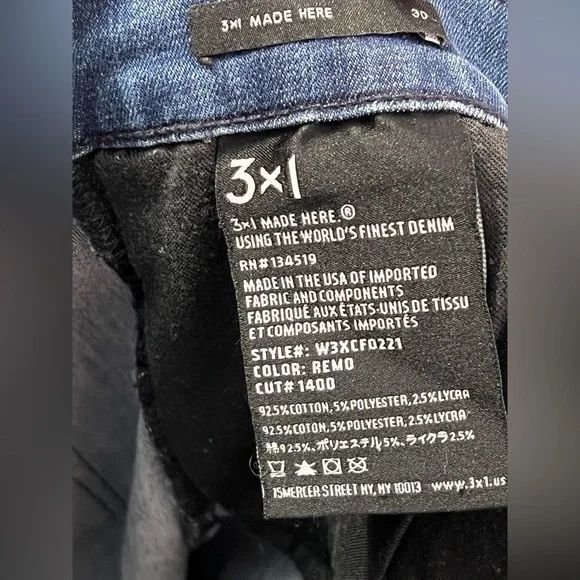 3×1 MADE HERE 30
3×1
3×1 MADE HERE.®
USING THE WORLD'S FINEST DENIM
RN# 134519
MADE IN THE USA OF IMPORTED
FABRIC AND COMPONENTS
FABRIQUÉ AUX ÉTATS-UNIS DE TISSU
ET COMPOSANTS IMPORTÉS
STYLE#: W3XCF0221
COLOR: REMO
CUT# 1400
92.5% COTTON, 5% POLYESTER, 2.5% LYCRA
92.5% COTTON, 5% POLYESTER, 2.5% LYCRA
綿92.5%、ポリエステル5%、ライクラ2.5%
15MERCER STREET NY, NY 10013 www.3x1.us